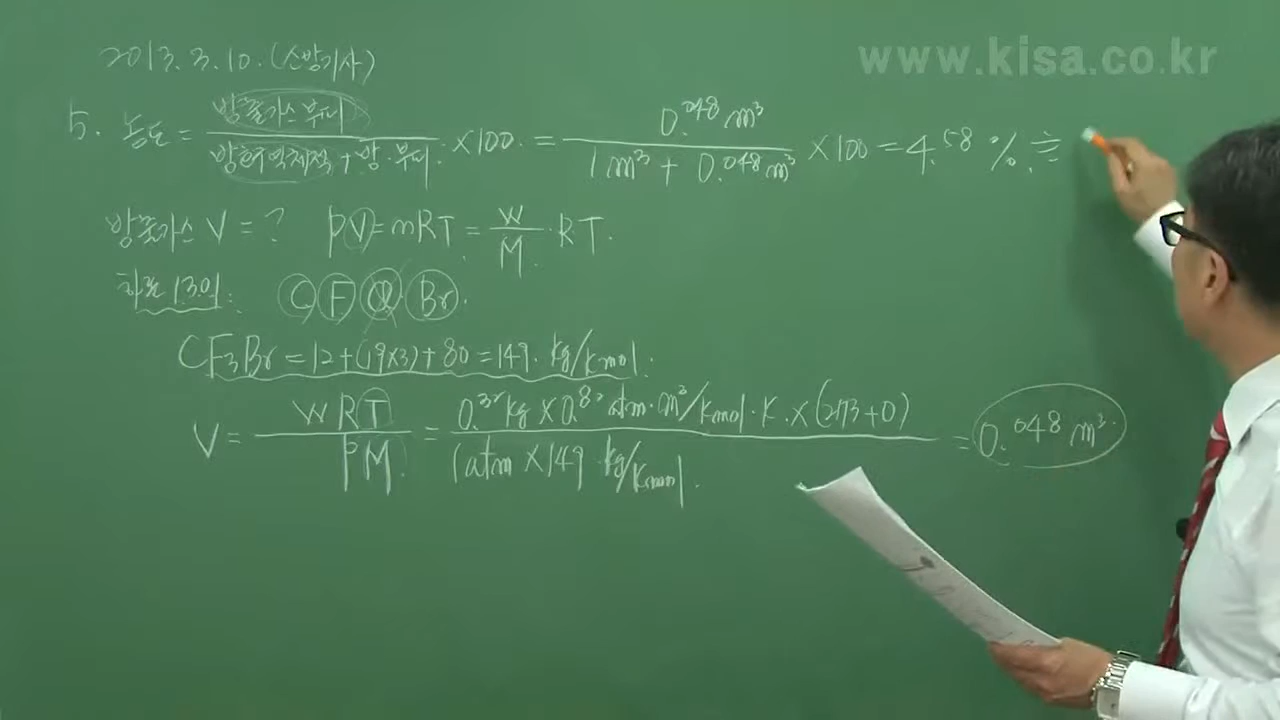 www.kisa.co.kr
2013. 3. 10. (소방기사)
5. 농도 = 방출가스 부피 / 방호구역체적 + 방·부피 × 100. = 0.048 m³ / 1 m³ + 0.048 m³ × 100 = 4.58 %. ≒
방출가스 V = ? PV = nRT = W/M · RT.
하론 1301: C F Cl Br.
CF₃Br = 12 + (19×3) + 80 = 149. kg/kmol.
V = WRT / PM = 0.32 kg × 0.82 atm·m³/kmol·K. × (273+0) / 1 atm × 149 kg/kmol. = 0.048 m³.